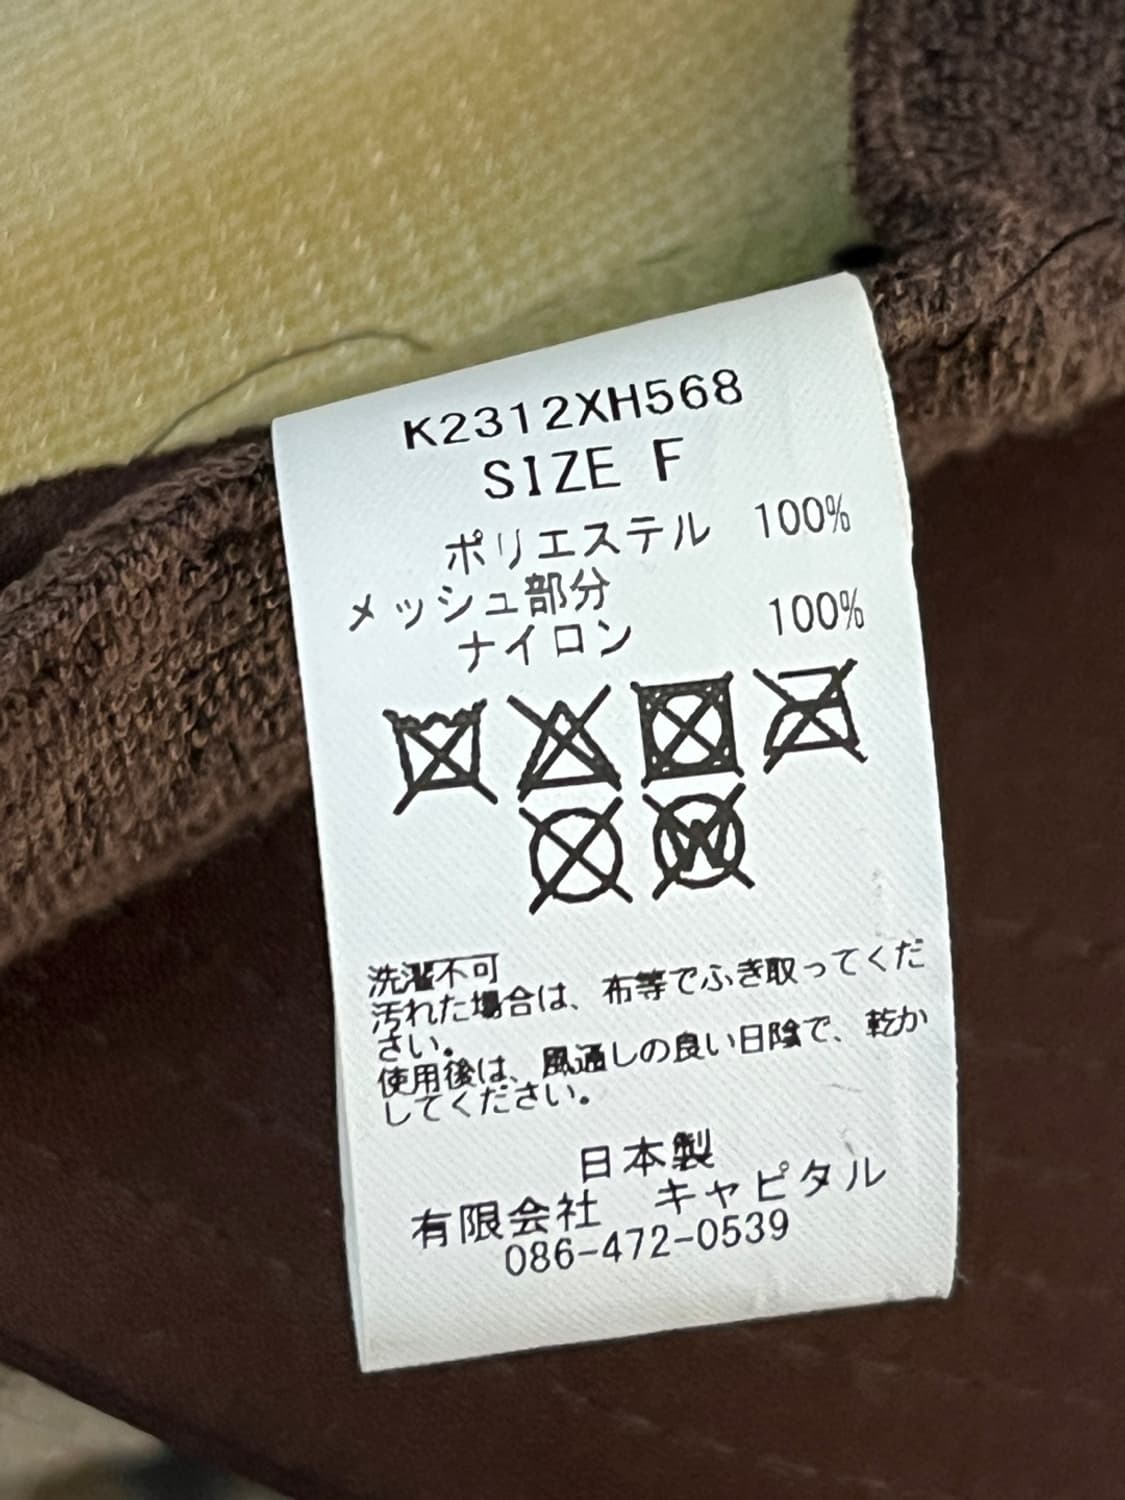 K2312XH568
SIZE F
ポリエステル 100%
メッシュ部分
ナイロン 100%
洗濯不可
汚れた場合は、布等でふき取ってくだ
さい。
使用後は、風通しの良い日陰で、乾か
してください。
日本製
有限会社 キャピタル
086-472-0539